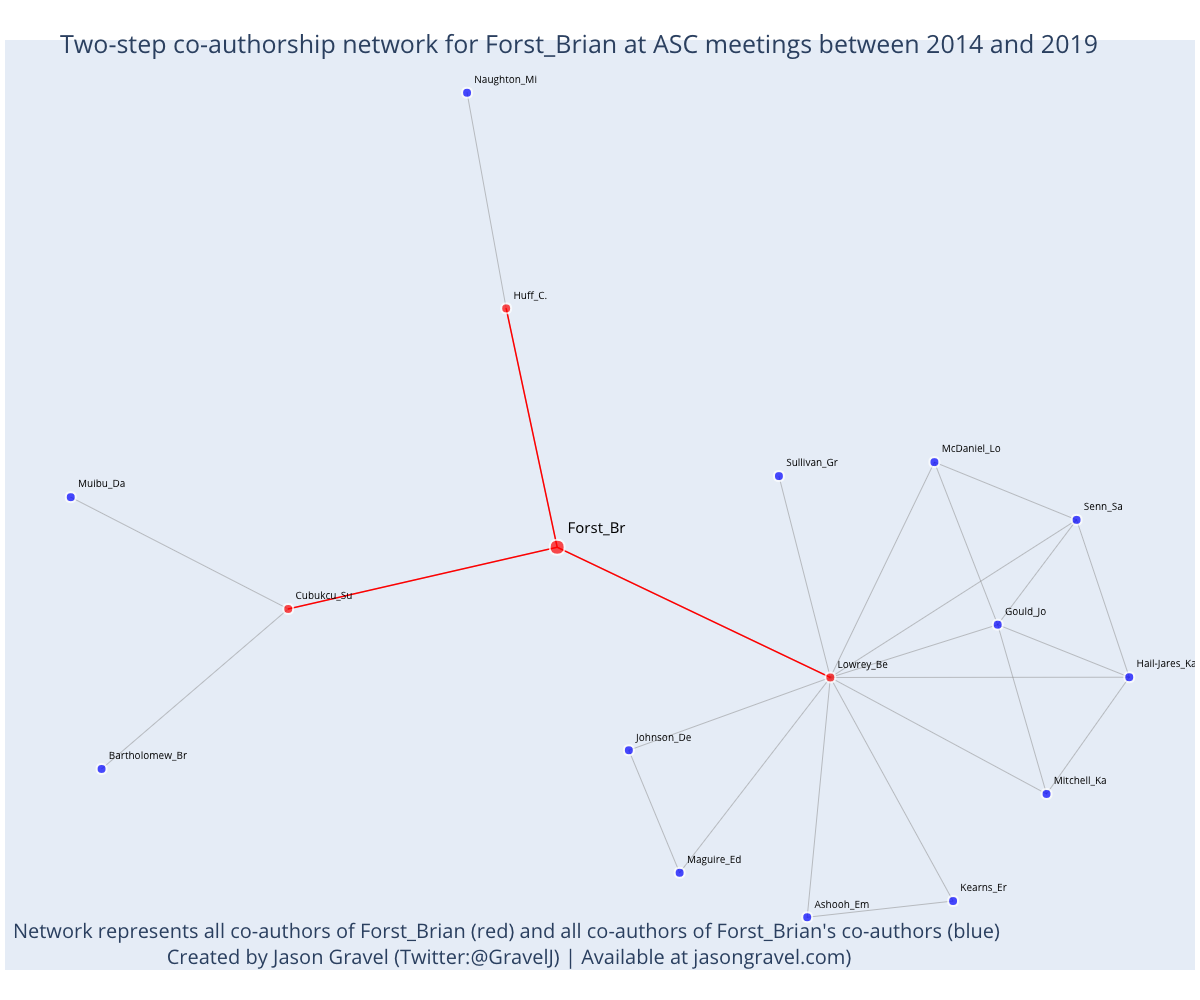 Two-step co-authorship network for Forst_Brian at ASC meetings between 2014 and 2019
Naughton_Mi
Huff_C.
McDaniel_Lo
Sullivan_Gr
Muibu_Da
Senn_Sa
Forst_Br
Cubukcu_Su
Gould_Jo
Lowrey_Be
Hail-Jares_Ka
Johnson_De
Bartholomew_Br
Mitchell_Ka
Maguire_Ed
Kearns_Er
Ashooh_Em
Network represents all co-authors of Forst_Brian (red) and all co-authors of Forst_Brian's co-authors (blue)
Created by Jason Gravel (Twitter:@GravelJ) | Available at jasongravel.com)